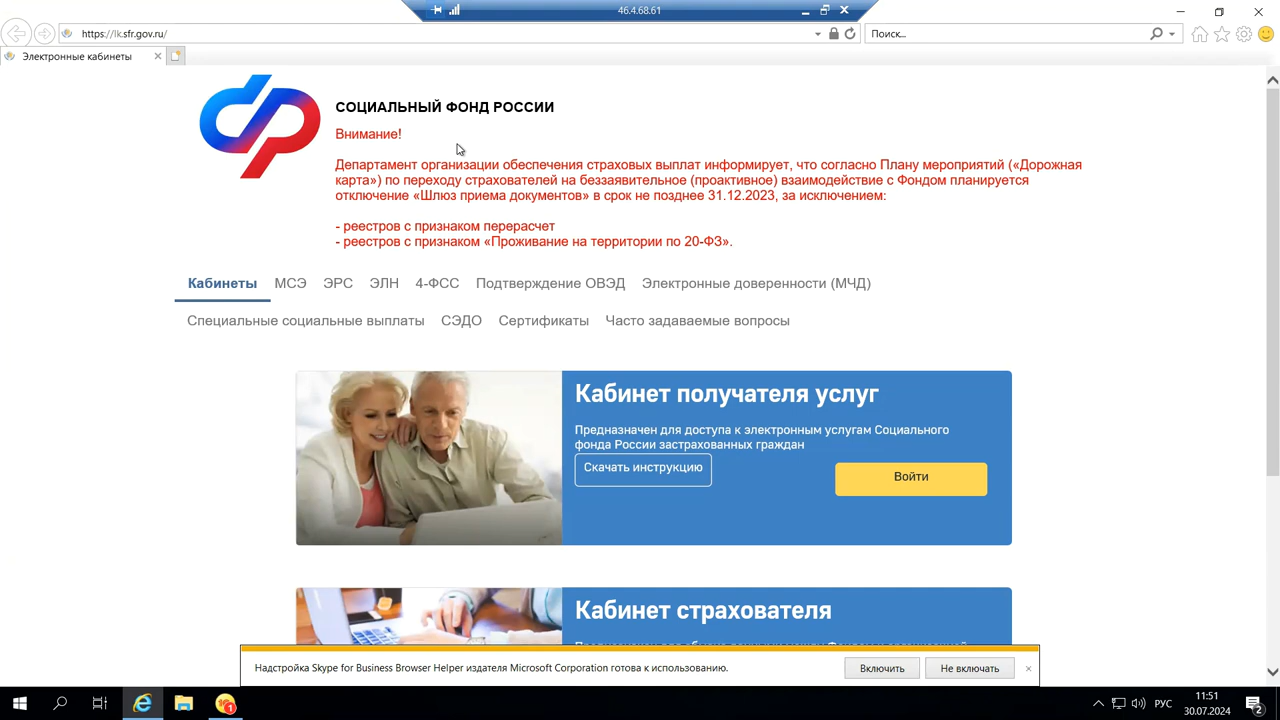 46.4.68.61
https://lk.sfr.gov.ru/
Поиск...
Электронные кабинеты
СОЦИАЛЬНЫЙ ФОНД РОССИИ
Внимание!
Департамент организации обеспечения страховых выплат информирует, что согласно Плану мероприятий («Дорожная
карта») по переходу страхователей на беззаявительное (проактивное) взаимодействие с Фондом планируется
отключение «Шлюз приема документов» в срок не позднее 31.12.2023, за исключением:
- реестров с признаком перерасчет
- реестров с признаком «Проживание на территории по 20-ФЗ».
Кабинеты МСЭ ЭРС ЭЛН 4-ФСС Подтверждение ОВЭД Электронные доверенности (МЧД)
Специальные социальные выплаты СЭДО Сертификаты Часто задаваемые вопросы
Кабинет получателя услуг
Предназначен для доступа к электронным услугам Социального
фонда России застрахованных граждан
Скачать инструкцию
Войти
Кабинет страхователя
Надстройка Skype for Business Browser Helper издателя Microsoft Corporation готова к использованию.
Включить
Не включать
1
РУС
11:51
30.07.2024
2